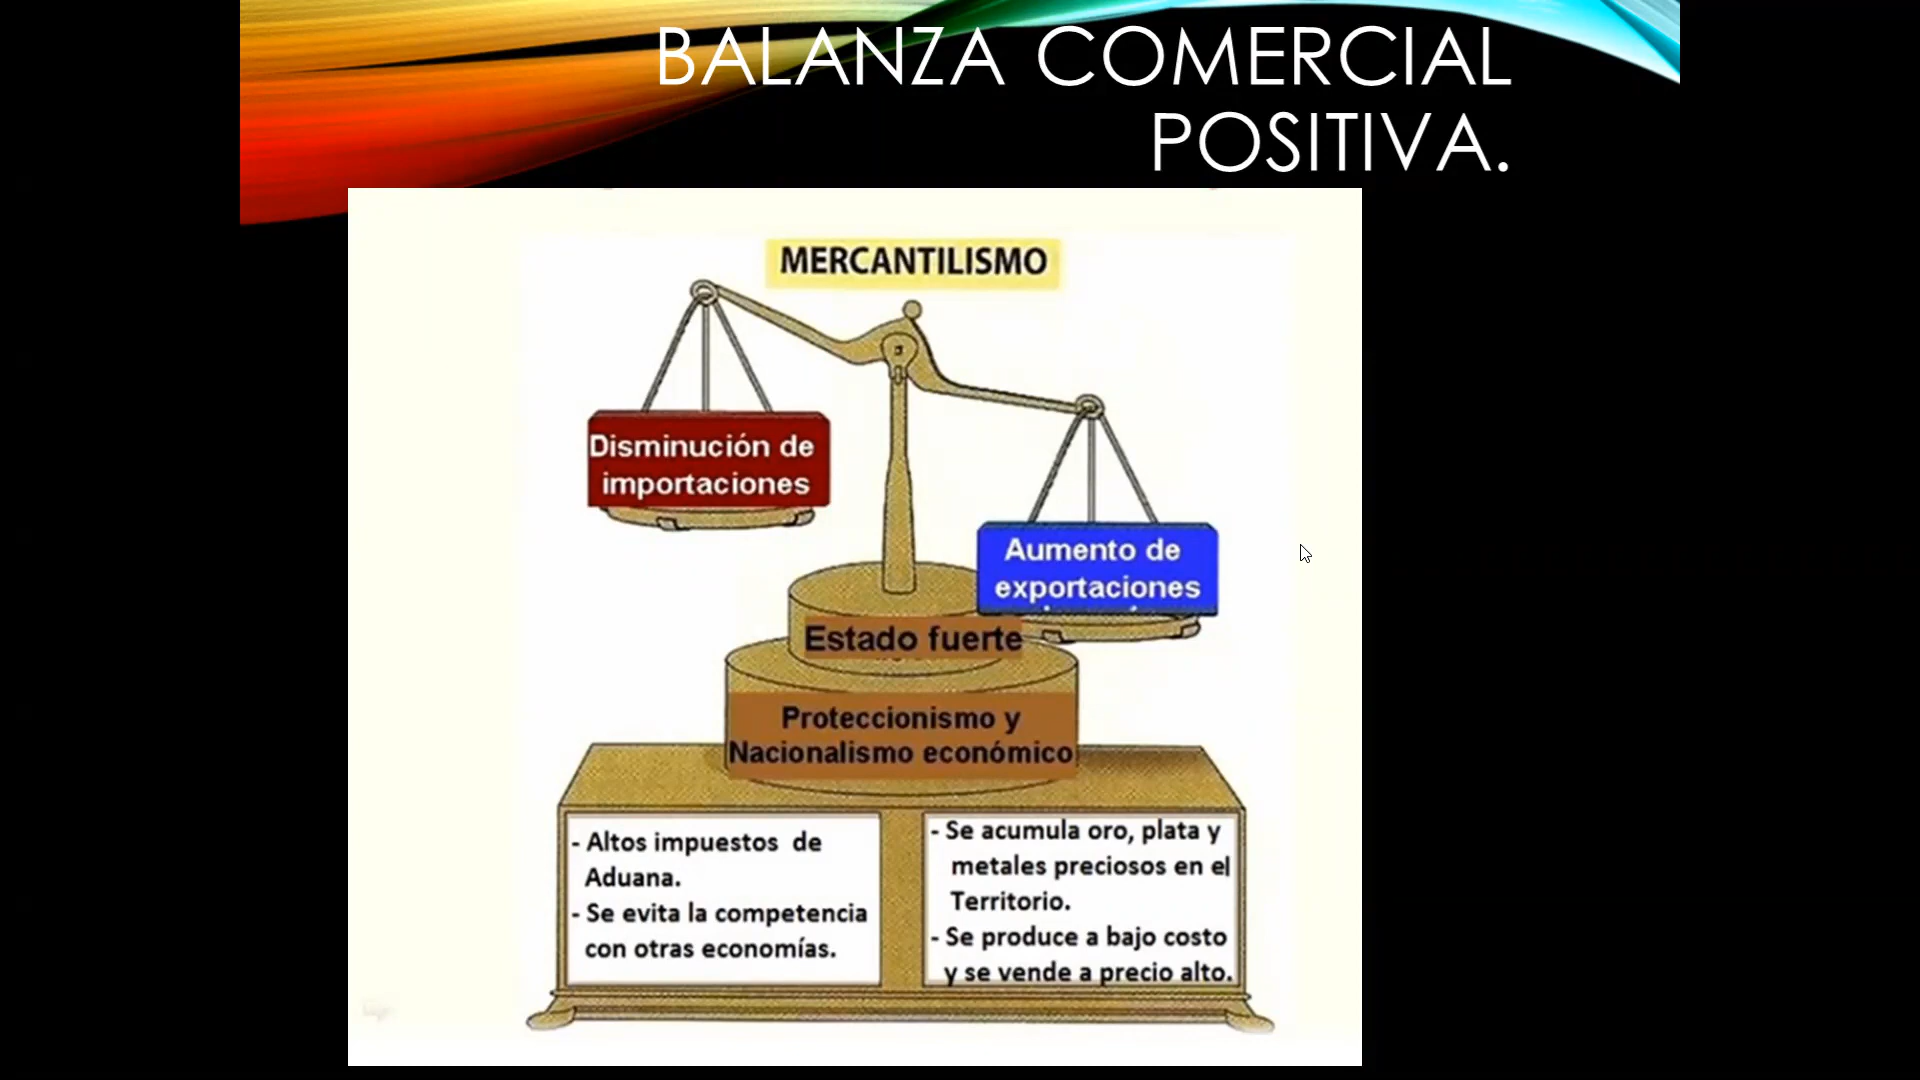 BALANZA COMERCIAL
POSITIVA.
MERCANTILISMO
Disminución de
importaciones
Aumento de
exportaciones
Estado fuerte
Proteccionismo y
Nacionalismo económico
- Altos impuestos de
Aduana.
- Se evita la competencia
con otras economías.
- Se acumula oro, plata y
metales preciosos en el
Territorio.
- Se produce a bajo costo
y se vende a precio alto.